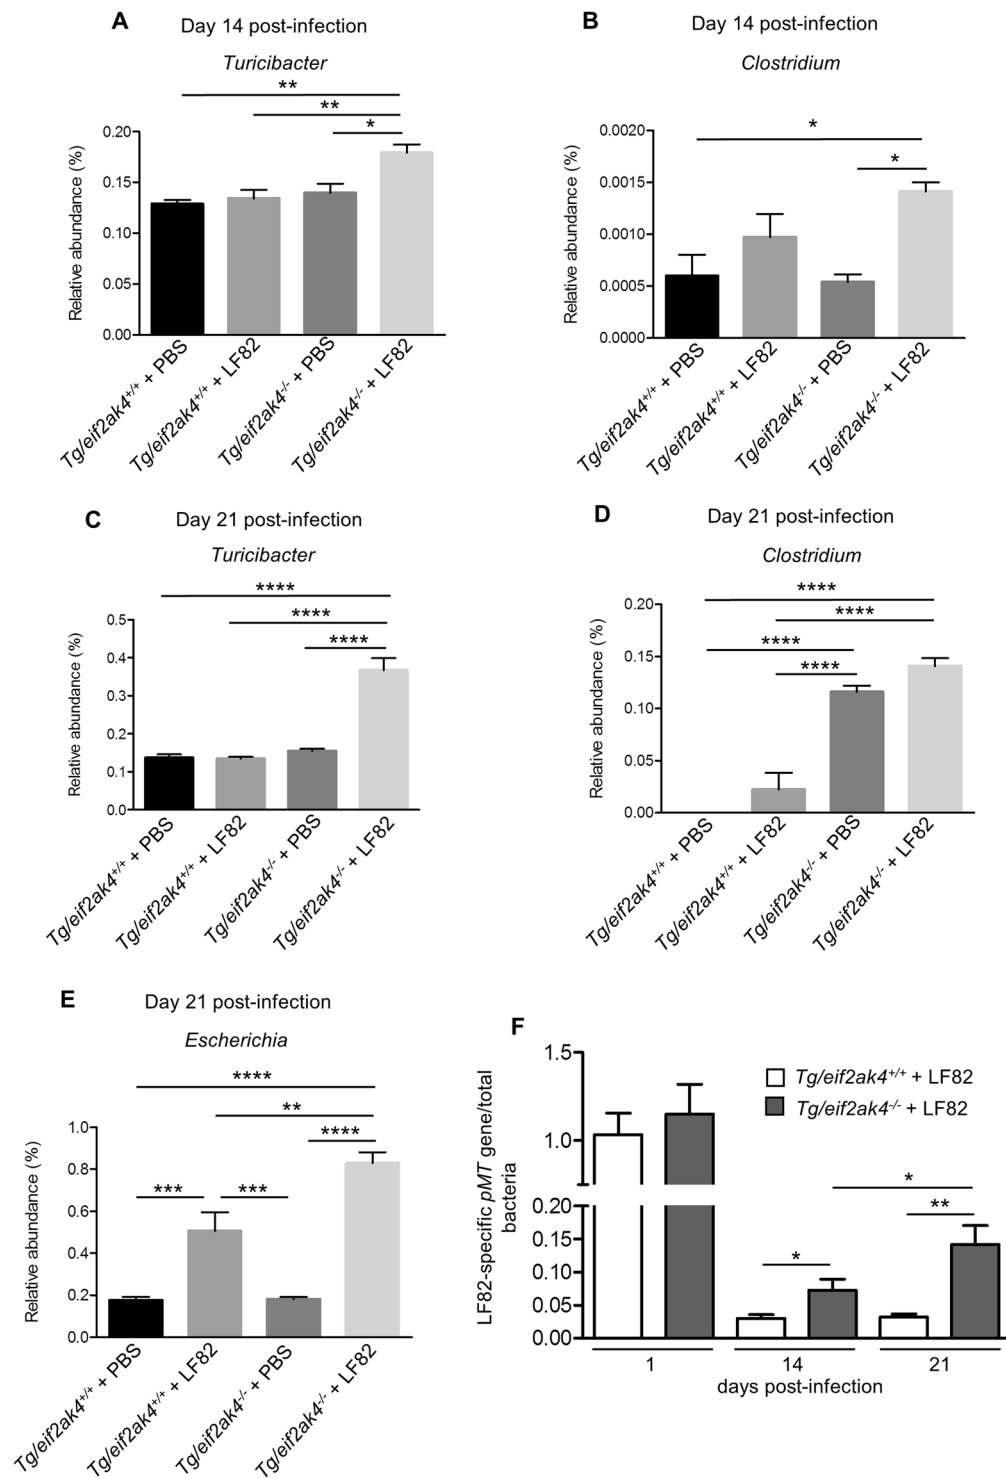 A
Day 14 post-infection
Turicibacter
**
**
*
Relative abundance (%)
0.20
0.15
0.10
0.05
0.00
Tg/eif2ak4+/+ + PBS
Tg/eif2ak4+/+ + LF82
Tg/eif2ak4-/- + PBS
Tg/eif2ak4-/- + LF82
B
Day 14 post-infection
Clostridium
*
*
Relative abundance (%)
0.0020
0.0015
0.0010
0.0005
0.0000
Tg/eif2ak4+/+ + PBS
Tg/eif2ak4+/+ + LF82
Tg/eif2ak4-/- + PBS
Tg/eif2ak4-/- + LF82
C
Day 21 post-infection
Turicibacter
****
****
****
Relative abundance (%)
0.5
0.4
0.3
0.2
0.1
0.0
Tg/eif2ak4+/+ + PBS
Tg/eif2ak4+/+ + LF82
Tg/eif2ak4-/- + PBS
Tg/eif2ak4-/- + LF82
D
Day 21 post-infection
Clostridium
****
****
****
****
Relative abundance (%)
0.20
0.15
0.10
0.05
0.00
Tg/eif2ak4+/+ + PBS
Tg/eif2ak4+/+ + LF82
Tg/eif2ak4-/- + PBS
Tg/eif2ak4-/- + LF82
E
Day 21 post-infection
Escherichia
****
**
****
***
***
Relative abundance (%)
1.0
0.8
0.6
0.4
0.2
0.0
Tg/eif2ak4+/+ + PBS
Tg/eif2ak4+/+ + LF82
Tg/eif2ak4-/- + PBS
Tg/eif2ak4-/- + LF82
F
LF82-specific pMT gene/total
bacteria
1.5
1.0
0.20
0.15
0.10
0.05
0.00
Tg/eif2ak4+/+ + LF82
Tg/eif2ak4-/- + LF82
*
**
*
1
14
21
days post-infection